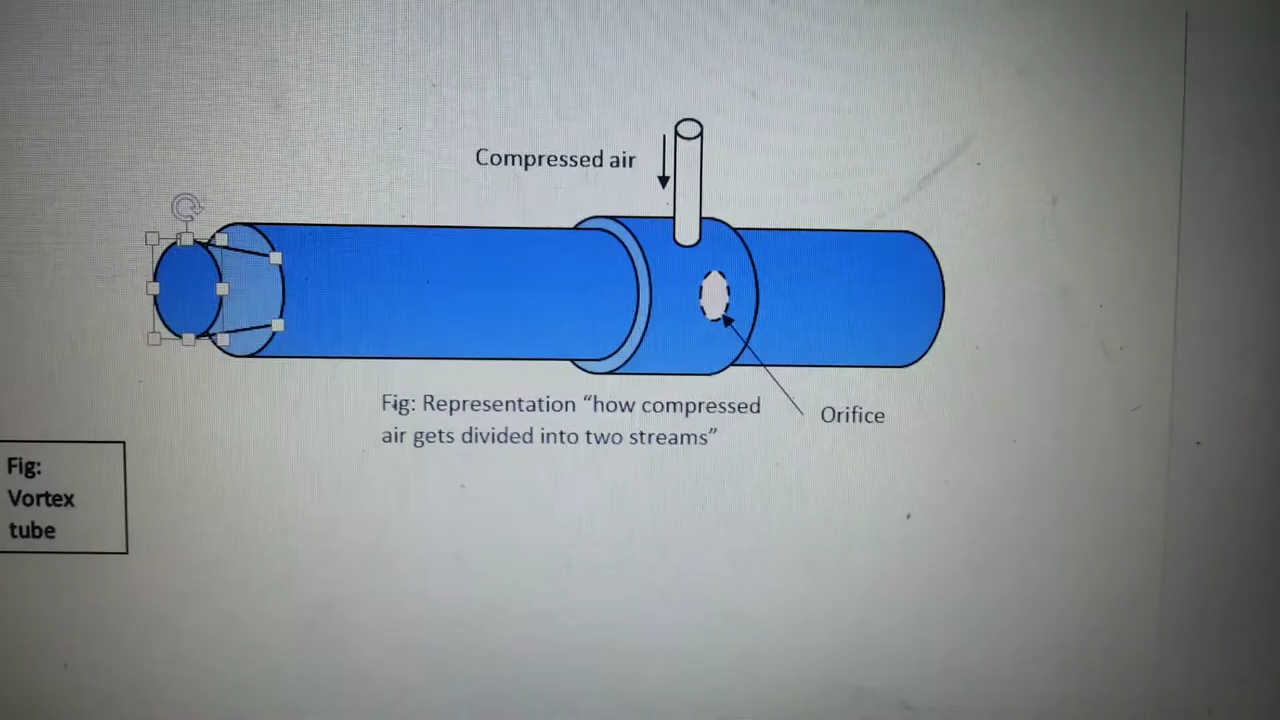 Compressed air
Fig: Representation “how compressed
air gets divided into two streams”
Orifice
Fig:
Vortex
tube